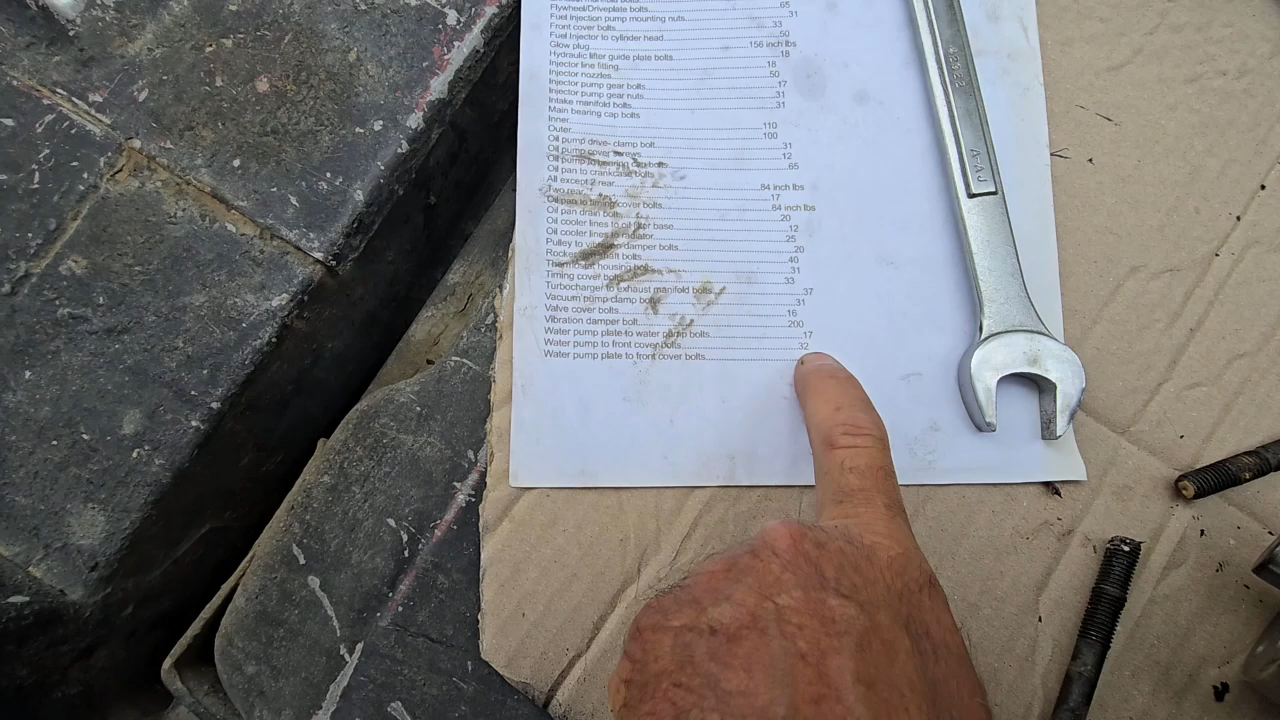 manifold bolts
Flywheel/Driveplate bolts...65
Fuel Injection pump mounting nuts...31
Front cover bolts...33
Fuel Injector to cylinder head...50
Glow plug...156 inch lbs
Hydraulic lifter guide plate bolts...18
Injector line fitting...18
Injector nozzles...50
Injector pump gear bolts...17
Injector pump gear nuts...31
Intake manifold bolts...31
Main bearing cap bolts
Inner...110
Outer...100
Oil pump drive- clamp bolt...31
Oil pump cover screws...12
Oil pump to bearing cap bolts...65
Oil pan to crankcase bolts
All except 2 rear...84 inch lbs
Two rear...17
Oil pan to timing cover bolts...84 inch lbs
Oil pan drain bolt...20
Oil cooler lines to oil filter base...12
Oil cooler lines to radiator...25
Pulley to vibration damper bolts...20
Rocker arm shaft bolts...40
Thermostat housing bolts...31
Timing cover bolts...33
Turbocharger to exhaust manifold bolts...37
Vacuum pump clamp bolt...31
Valve cover bolts...16
Vibration damper bolt...200
Water pump plate to water pump bolts...17
Water pump to front cover bolts...32
Water pump plate to front cover bolts...
42922
A-AJ